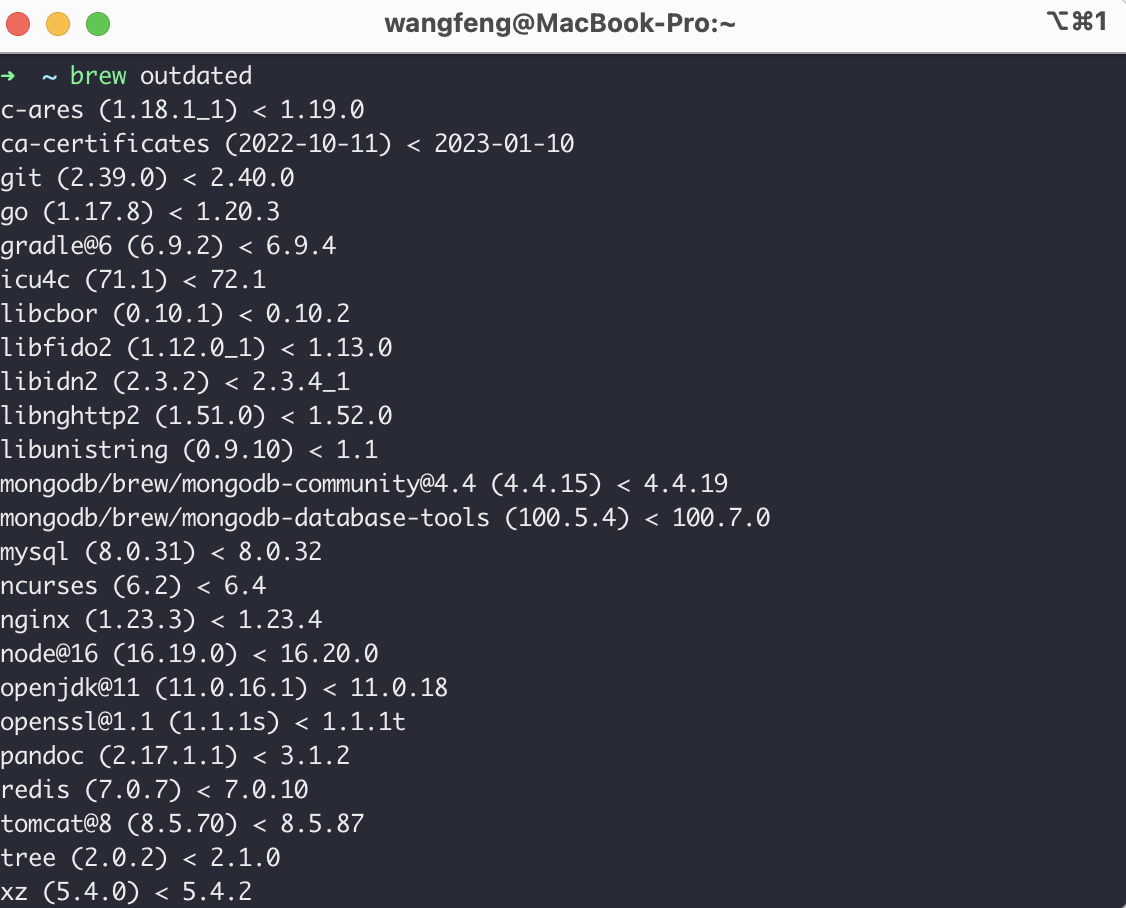 wangfeng@MacBook-Pro:~ ⌥⌘1
➜ ~ brew outdated
c-ares (1.18.1_1) < 1.19.0
ca-certificates (2022-10-11) < 2023-01-10
git (2.39.0) < 2.40.0
go (1.17.8) < 1.20.3
gradle@6 (6.9.2) < 6.9.4
icu4c (71.1) < 72.1
libcbor (0.10.1) < 0.10.2
libfido2 (1.12.0_1) < 1.13.0
libidn2 (2.3.2) < 2.3.4_1
libnghttp2 (1.51.0) < 1.52.0
libunistring (0.9.10) < 1.1
mongodb/brew/mongodb-community@4.4 (4.4.15) < 4.4.19
mongodb/brew/mongodb-database-tools (100.5.4) < 100.7.0
mysql (8.0.31) < 8.0.32
ncurses (6.2) < 6.4
nginx (1.23.3) < 1.23.4
node@16 (16.19.0) < 16.20.0
openjdk@11 (11.0.16.1) < 11.0.18
openssl@1.1 (1.1.1s) < 1.1.1t
pandoc (2.17.1.1) < 3.1.2
redis (7.0.7) < 7.0.10
tomcat@8 (8.5.70) < 8.5.87
tree (2.0.2) < 2.1.0
xz (5.4.0) < 5.4.2